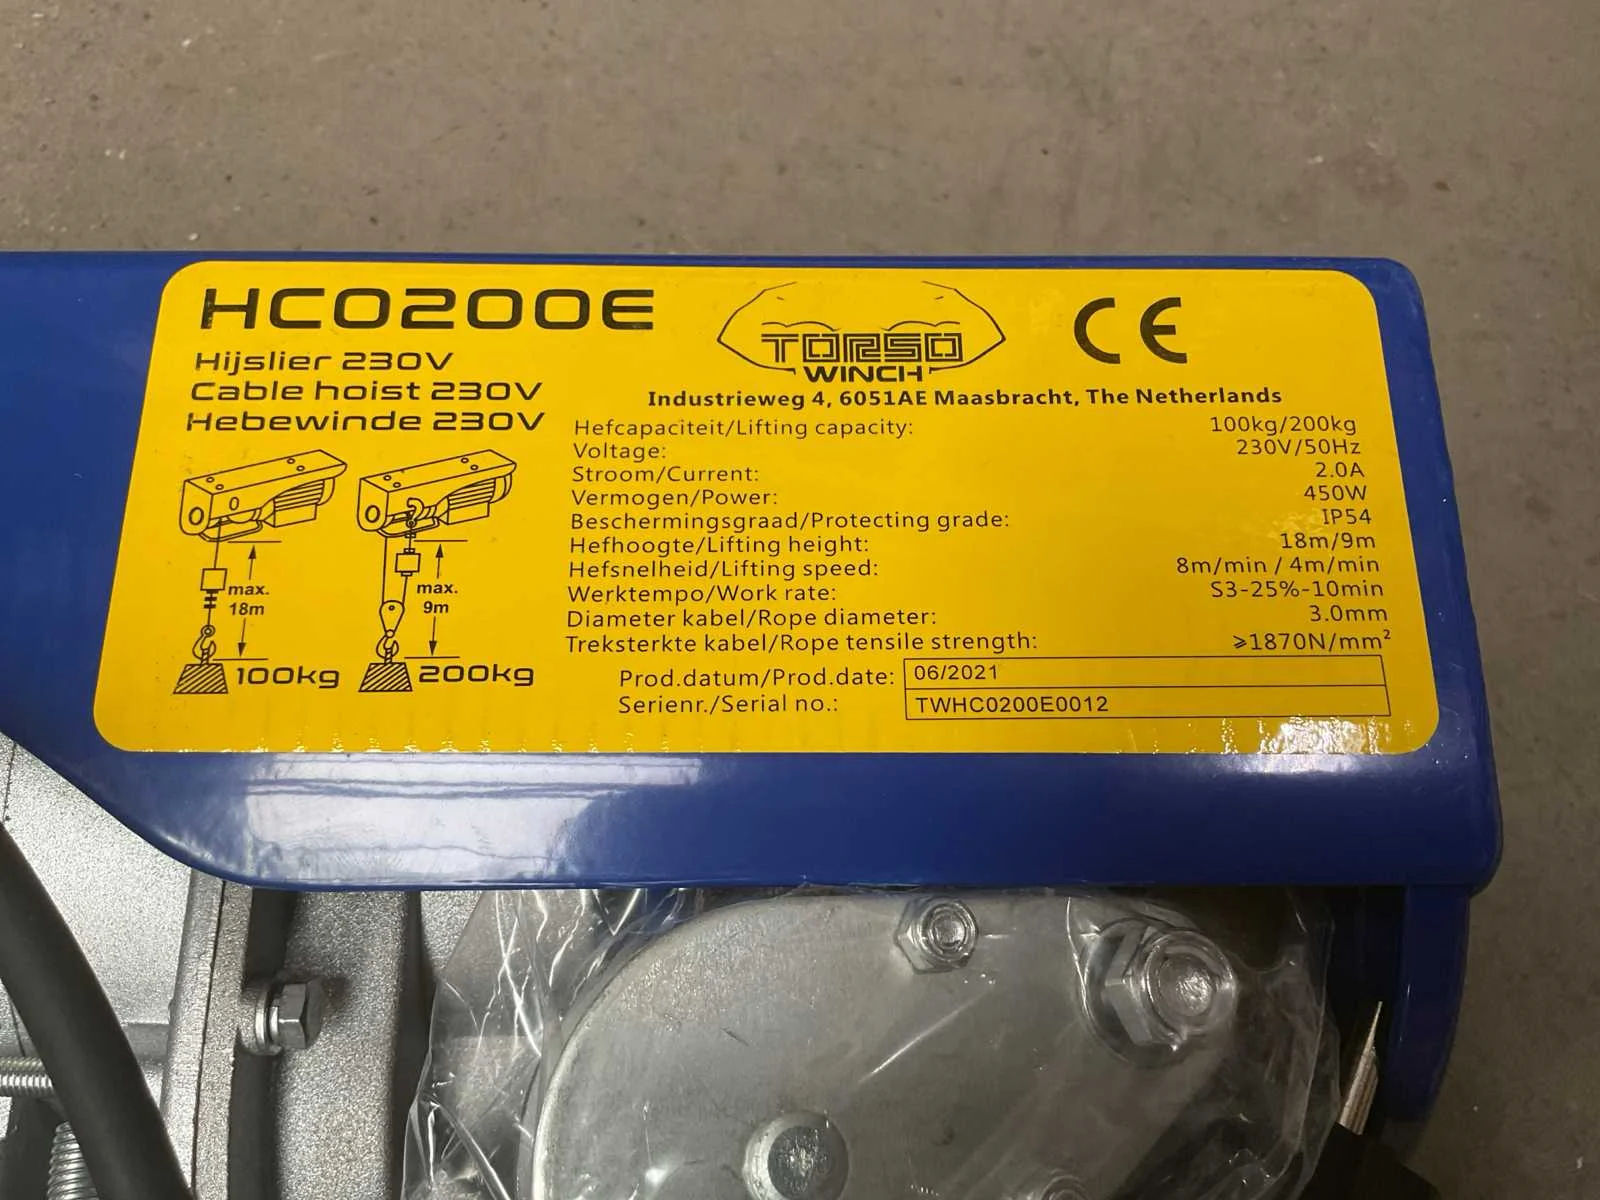 HC0200E
Hijslier 230V
Cable hoist 230V
Hebewinde 230V
max.
18m
100kg
max.
9m
200kg
TORSO
WINCH
CE
Industrieweg 4, 6051AE Maasbracht, The Netherlands
Hefcapaciteit/Lifting capacity: 100kg/200kg
Voltage: 230V/50Hz
Stroom/Current: 2.0A
Vermogen/Power: 450W
Beschermingsgraad/Protecting grade: IP54
Hefhoogte/Lifting height: 18m/9m
Hefsnelheid/Lifting speed: 8m/min / 4m/min
Werktempo/Work rate: S3-25%-10min
Diameter kabel/Rope diameter: 3.0mm
Treksterkte kabel/Rope tensile strength: ≥1870N/mm²
Prod.datum/Prod.date: 06/2021
Serienr./Serial no.: TWHC0200E0012